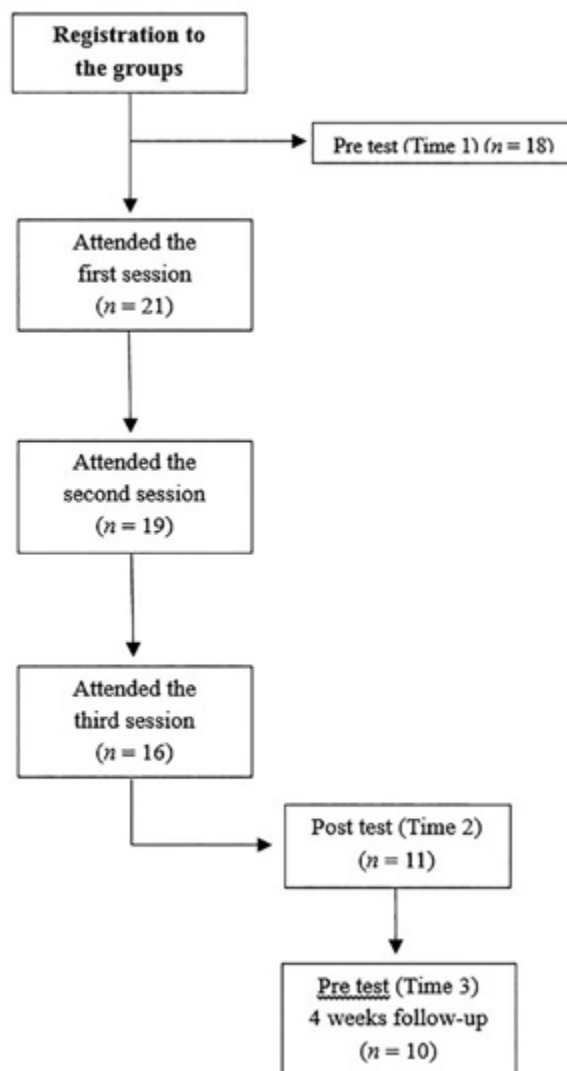 Registration to
the groups
Pre test (Time 1) (n = 18)
Attended the
first session
(n = 21)
Attended the
second session
(n = 19)
Attended the
third session
(n = 16)
Post test (Time 2)
(n = 11)
Pre test (Time 3)
4 weeks follow-up
(n = 10)